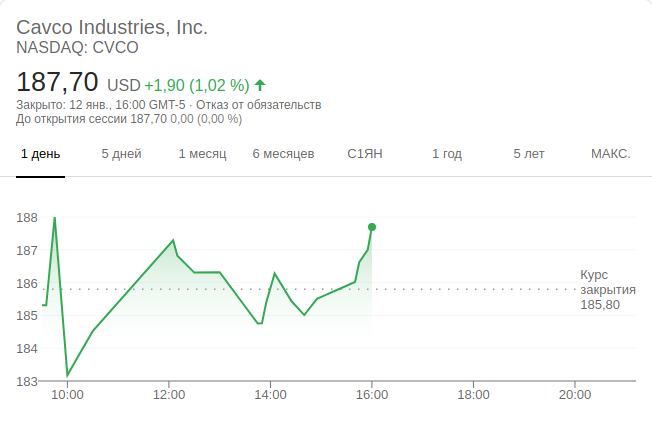 Cavco Industries, Inc.
NASDAQ: CVCO
187,70 USD +1,90 (1,02 %)
Закрыто: 12 янв., 16:00 GMT-5 · Отказ от обязательств
До открытия сессии 187,70 0,00 (0,00 %)
1 день 5 дней 1 месяц 6 месяцев С1ЯН 1 год 5 лет МАКС.
188
187
186
185
184
183
Курс
закрытия
185,80
10:00 12:00 14:00 16:00 18:00 20:00